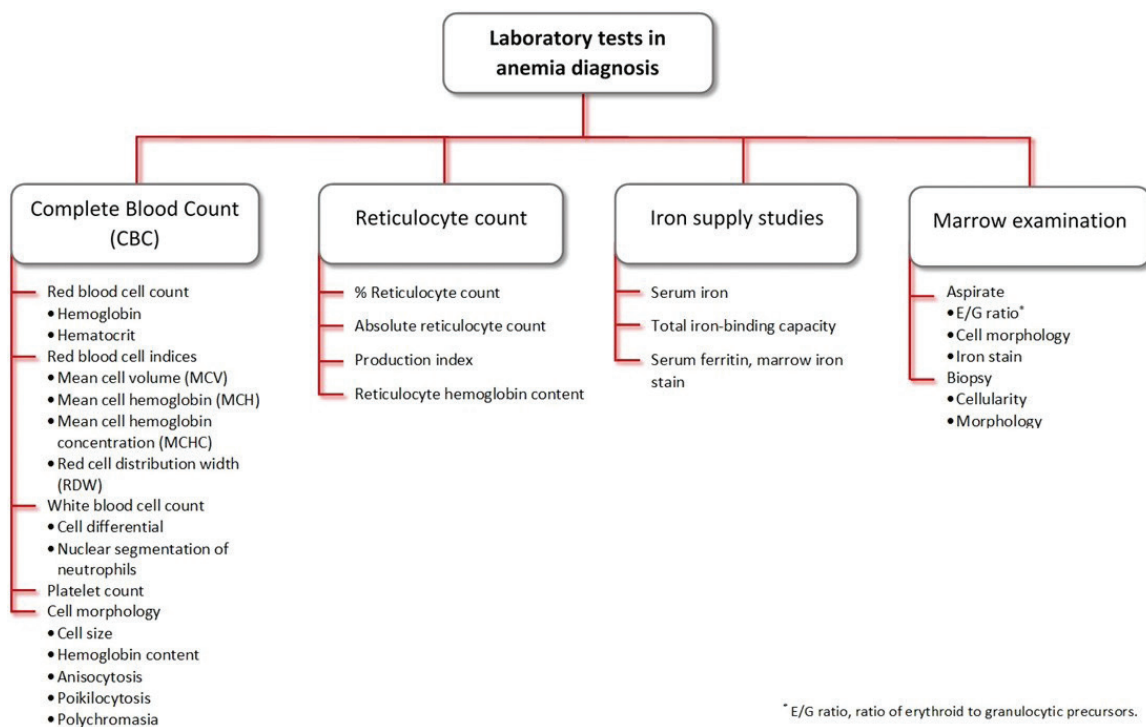 Laboratory tests in
anemia diagnosis
Complete Blood Count
(CBC)
Red blood cell count
• Hemoglobin
• Hematocrit
Red blood cell indices
• Mean cell volume (MCV)
• Mean cell hemoglobin (MCH)
• Mean cell hemoglobin
concentration (MCHC)
• Red cell distribution width
(RDW)
White blood cell count
• Cell differential
• Nuclear segmentation of
neutrophils
Platelet count
Cell morphology
• Cell size
• Hemoglobin content
• Anisocytosis
• Poikilocytosis
• Polychromasia
Reticulocyte count
% Reticulocyte count
Absolute reticulocyte count
Production index
Reticulocyte hemoglobin content
Iron supply studies
Serum iron
Total iron-binding capacity
Serum ferritin, marrow iron
stain
Marrow examination
Aspirate
• E/G ratio*
• Cell morphology
• Iron stain
Biopsy
• Cellularity
• Morphology
* E/G ratio, ratio of erythroid to granulocytic precursors.